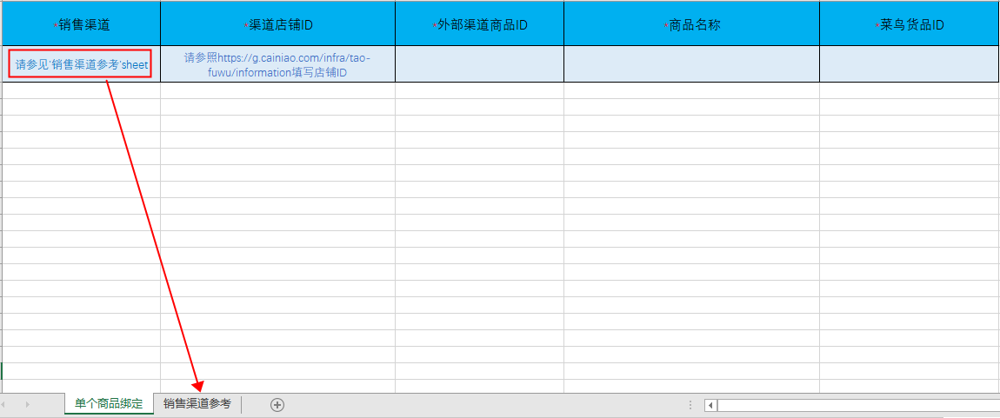 *销售渠道
*渠道店铺ID
*外部渠道商品ID
*商品名称
*菜鸟货品ID
请参见'销售渠道参考'sheet
请参照https://g.cainiao.com/infra/tao-
fuwu/information填写店铺ID
单个商品绑定
销售渠道参考